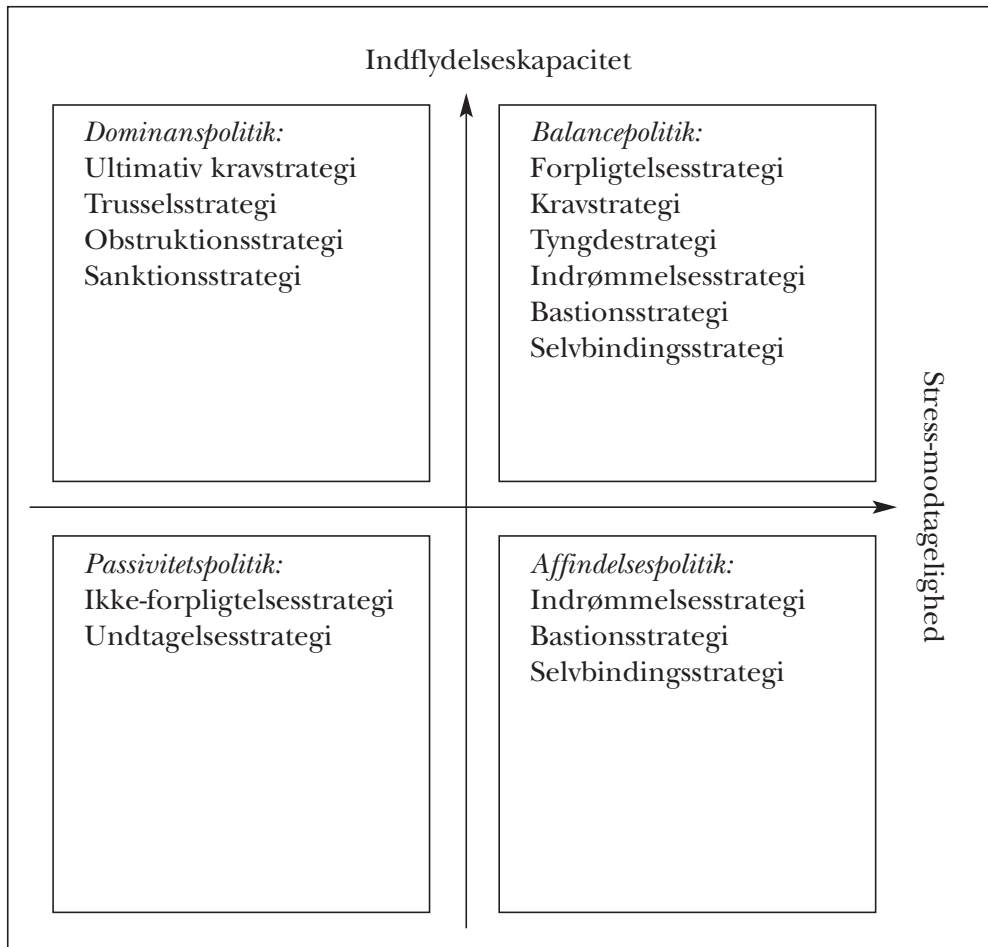 Indflydelseskapacitet
Dominanspolitik:
Ultimativ kravstrategi
Trusselsstrategi
Obstruktionsstrategi
Sanktionsstrategi
Balancepolitik:
Forpligtelsesstrategi
Kravstrategi
Tyngdestrategi
Indrømmelsesstrategi
Bastionsstrategi
Selvbindingsstrategi
Stress-modtagelighed
Passivitetspolitik:
Ikke-forpligtelsesstrategi
Undtagelsesstrategi
Affindelsespolitik:
Indrømmelsesstrategi
Bastionsstrategi
Selvbindingsstrategi